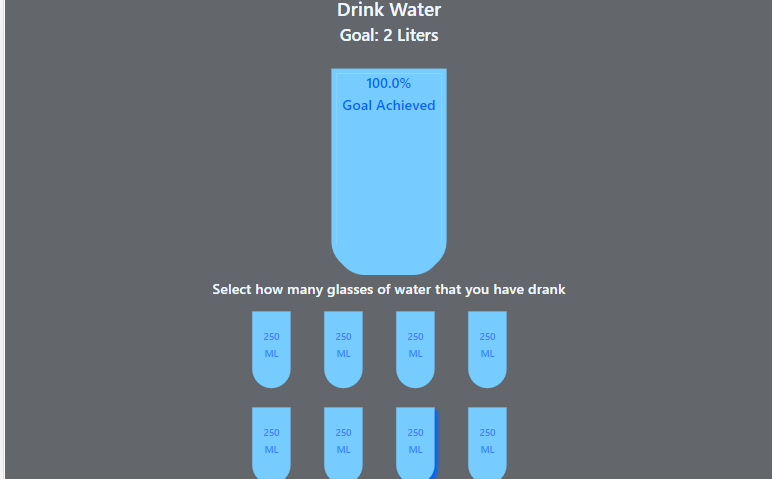 Drink Water
Goal: 2 Liters
100.0%
Goal Achieved
Select how many glasses of water that you have drank
250 250 250 250
ML ML ML ML
250 250 250 250
ML ML ML ML